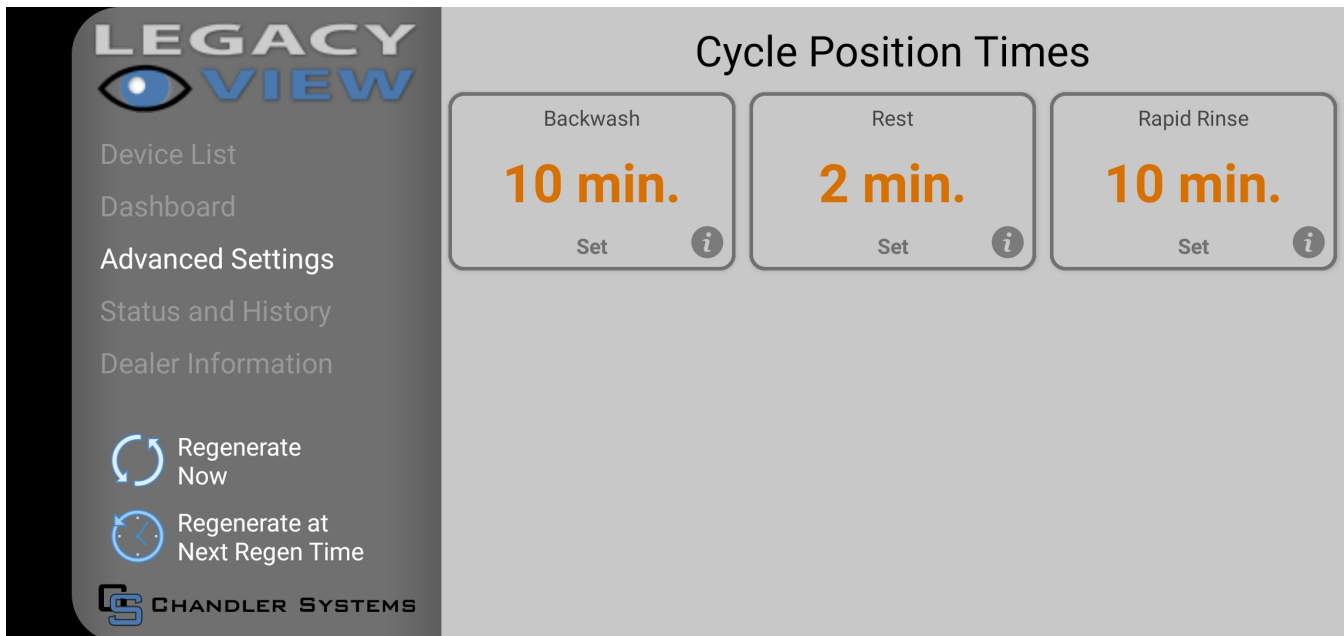 LEGACY
VIEW
Device List
Dashboard
Advanced Settings
Status and History
Dealer Information
Regenerate
Now
Regenerate at
Next Regen Time
CS CHANDLER SYSTEMS
Cycle Position Times
Backwash
10 min.
Set
i
Rest
2 min.
Set
i
Rapid Rinse
10 min.
Set
i